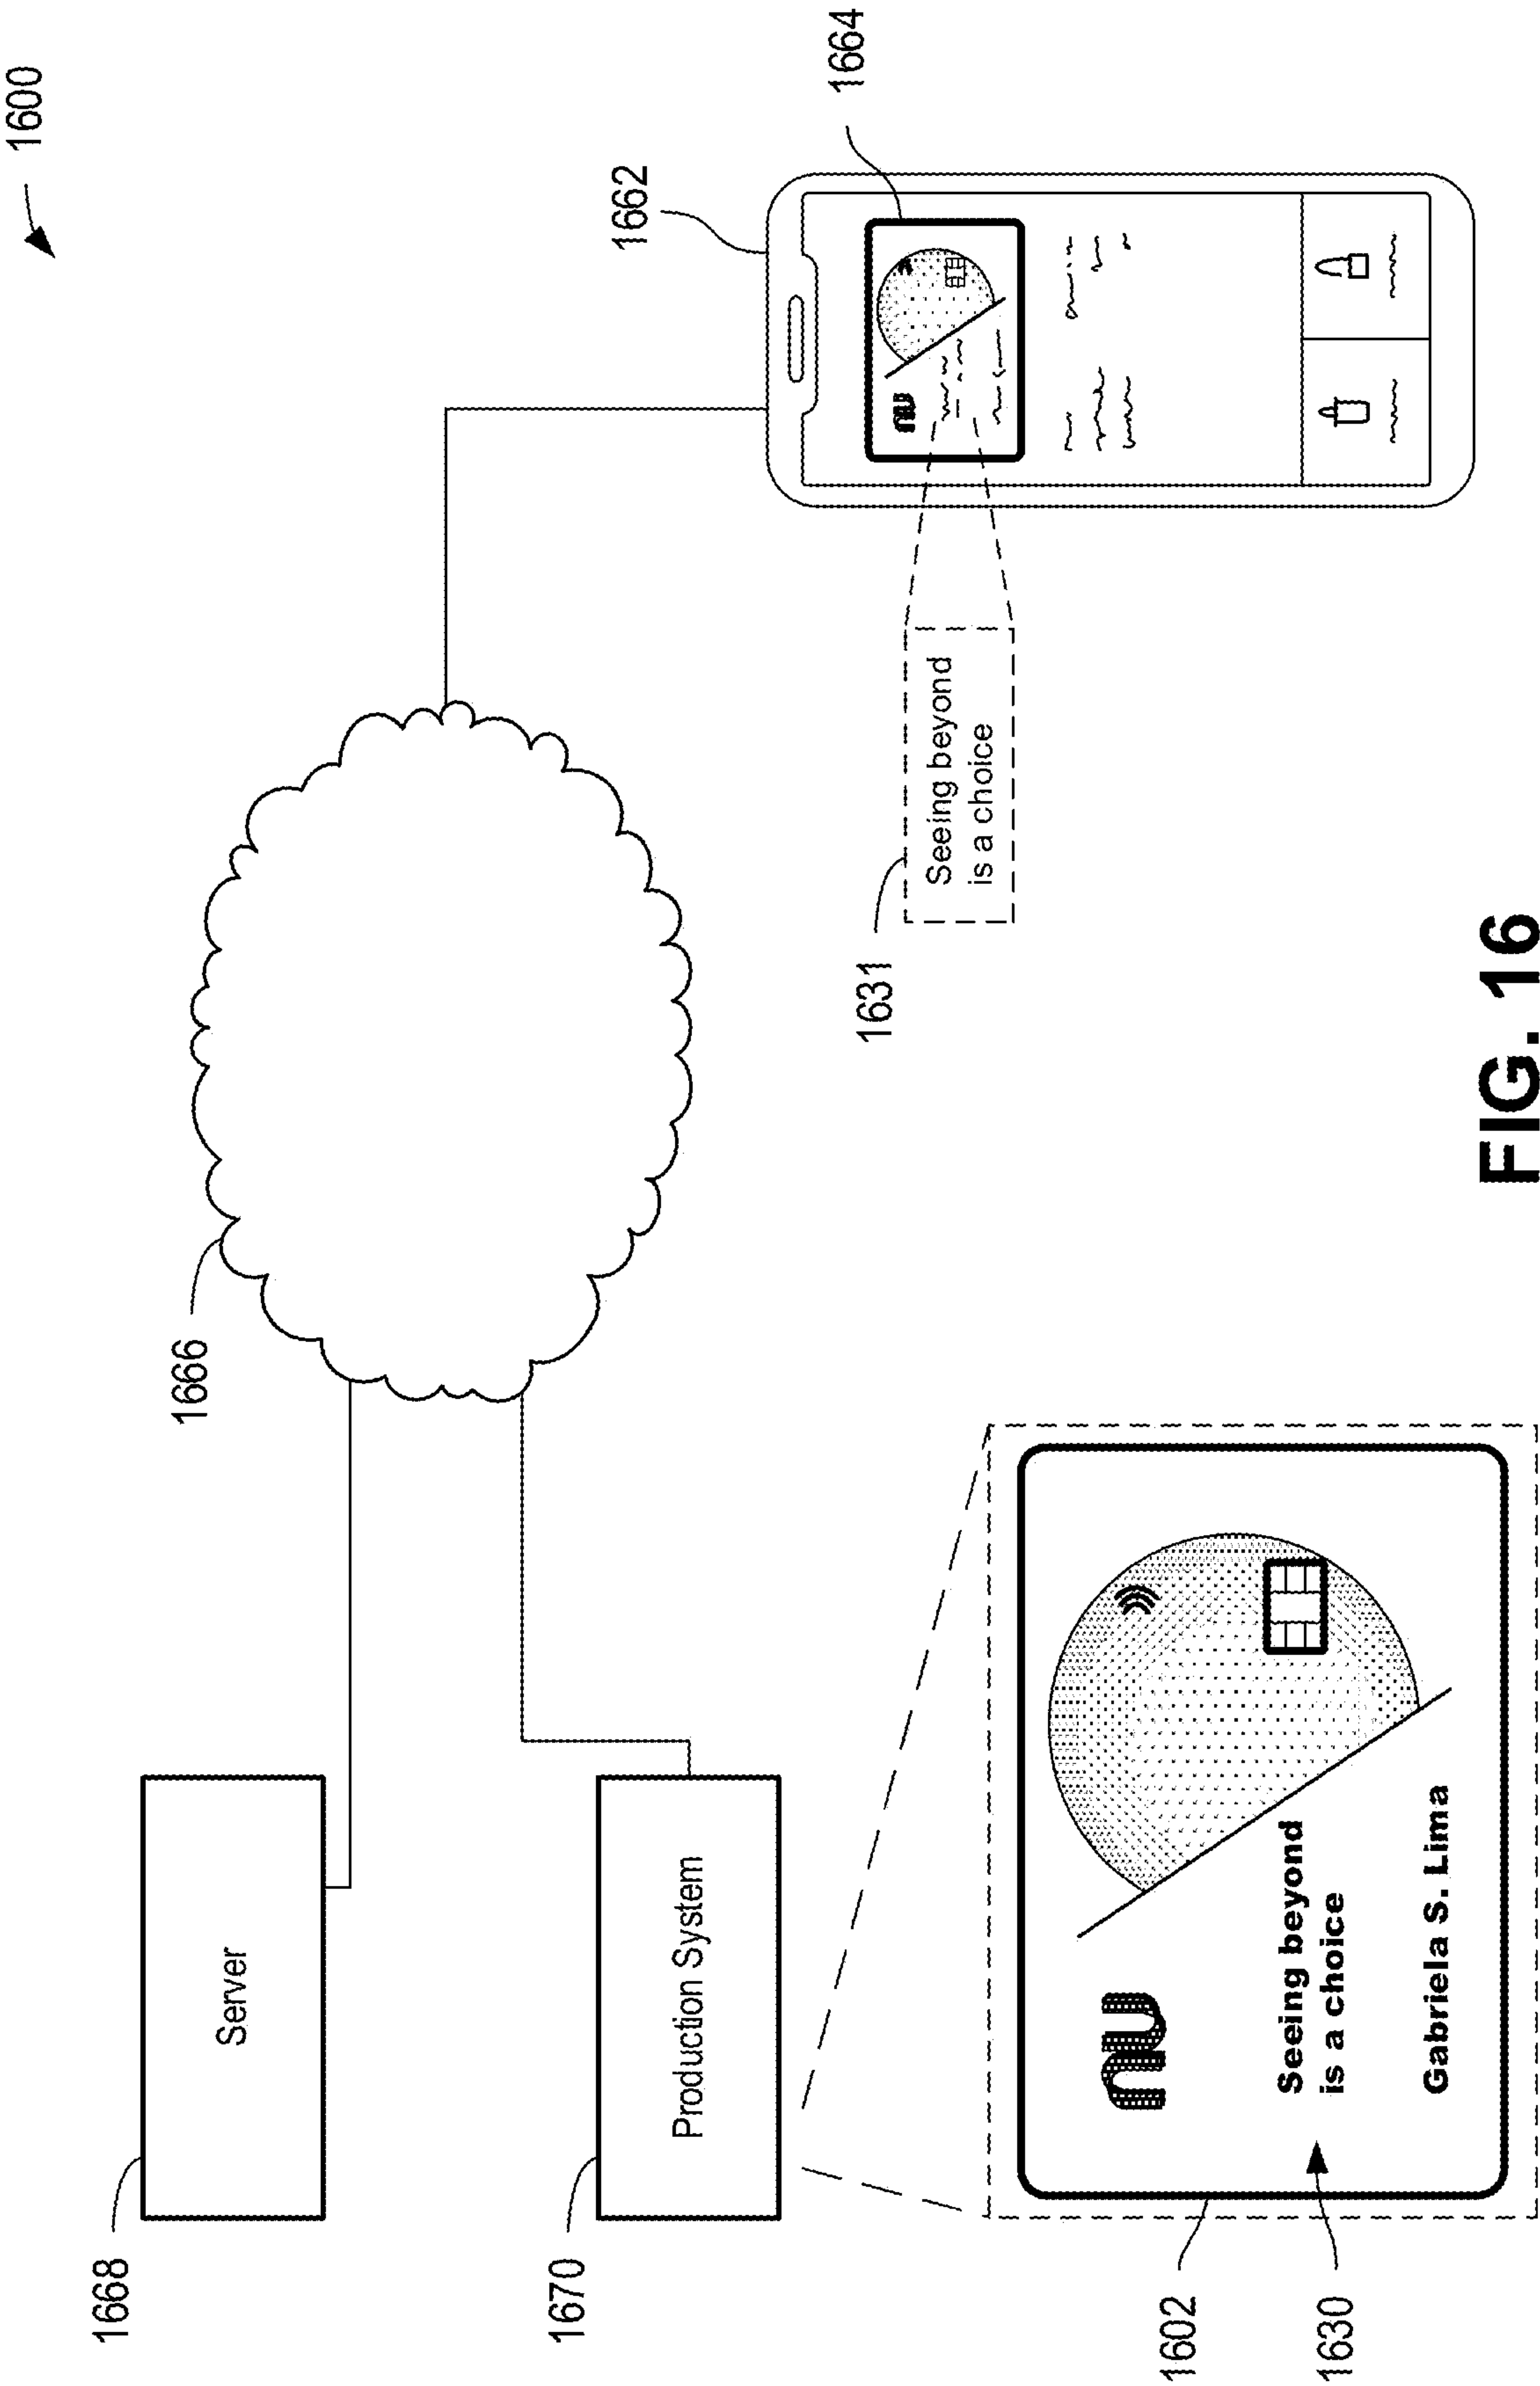 1600
1668
Server
1666
1662
1664
1670
Production System
1631
Seeing beyond
is a choice
nu
1602
nu
Seeing beyond
is a choice
1630
Gabriela S. Lima
FIG. 16